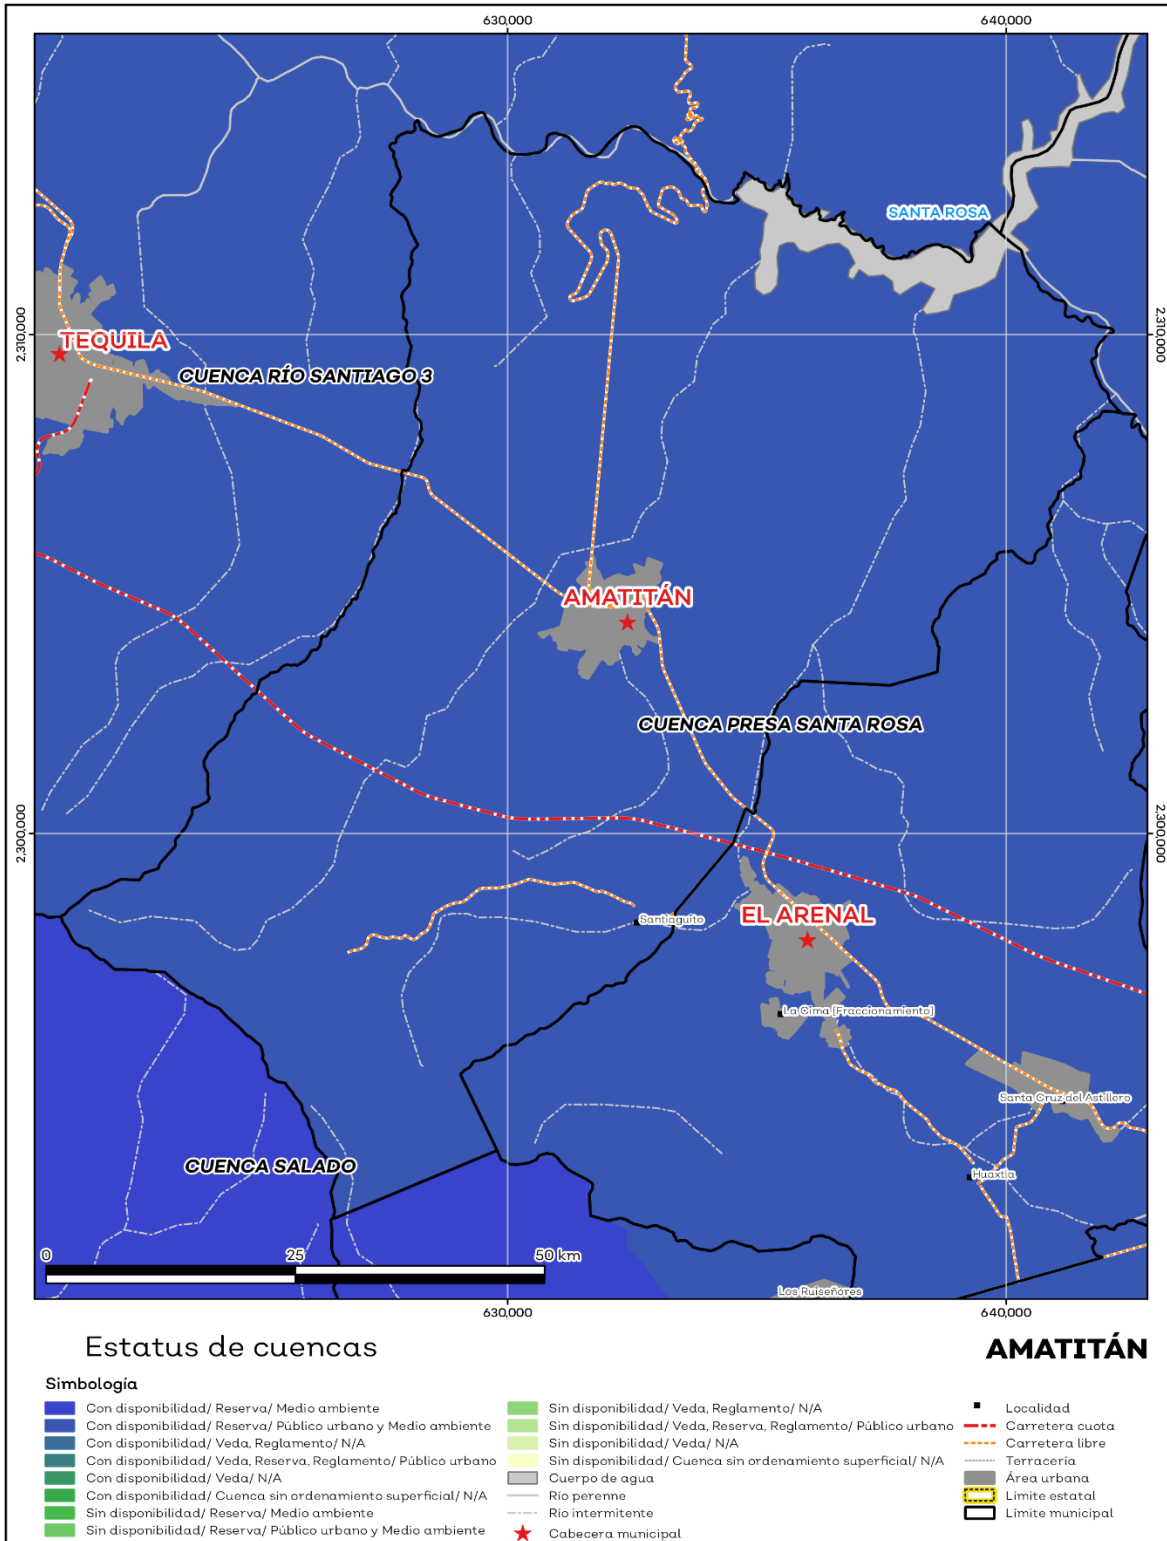 630,000
640,000
SANTA ROSA
2,310,000
2,310,000
TEQUILA
CUENCA RÍO SANTIAGO 3
AMATITÁN
CUENCA PRESA SANTA ROSA
2,300,000
2,300,000
Santiaguito
EL ARENAL
La Cima [Fraccionamiento]
Santa Cruz del Astillero
CUENCA SALADO
Huaxtla
0
25
50 km
Los Ruiseñores
630,000
640,000
Estatus de cuencas
AMATITÁN
Simbología
Con disponibilidad/ Reserva/ Medio ambiente
Con disponibilidad/ Reserva/ Público urbano y Medio ambiente
Con disponibilidad/ Veda, Reglamento/ N/A
Con disponibilidad/ Veda, Reserva, Reglamento/ Público urbano
Con disponibilidad/ Veda/ N/A
Con disponibilidad/ Cuenca sin ordenamiento superficial/ N/A
Sin disponibilidad/ Reserva/ Medio ambiente
Sin disponibilidad/ Reserva/ Público urbano y Medio ambiente
Sin disponibilidad/ Veda, Reglamento/ N/A
Sin disponibilidad/ Veda, Reserva, Reglamento/ Público urbano
Sin disponibilidad/ Veda/ N/A
Sin disponibilidad/ Cuenca sin ordenamiento superficial/ N/A
Cuerpo de agua
Río perenne
Río intermitente
Cabecera municipal
Localidad
Carretera cuota
Carretera libre
Terracería
Área urbana
Límite estatal
Límite municipal